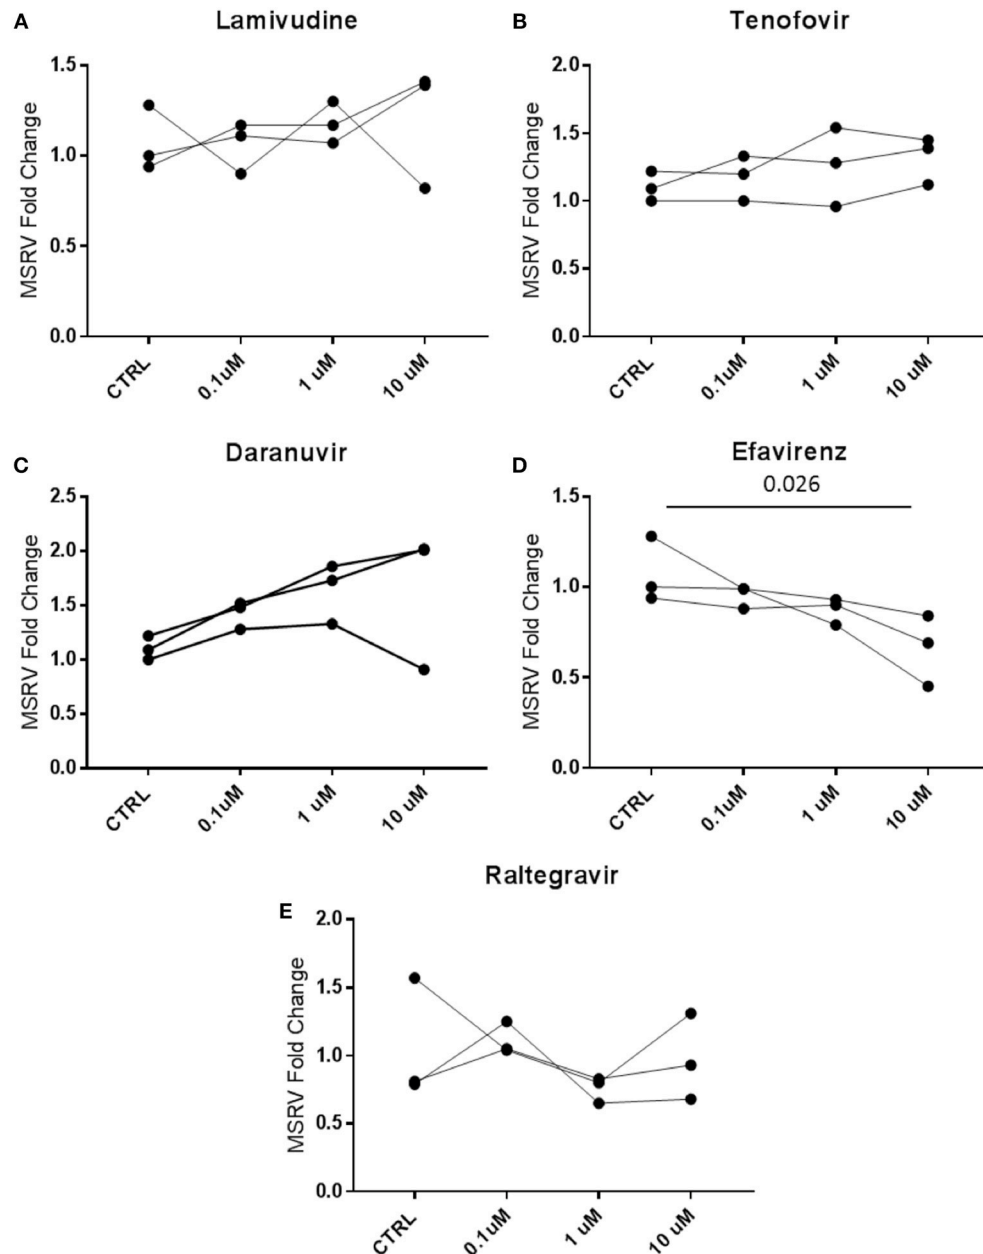 A
Lamivudine
MSRV Fold Change
1.5
1.0
0.5
0.0
CTRL
0.1uM
1 uM
10 uM
B
Tenofovir
MSRV Fold Change
2.0
1.5
1.0
0.5
0.0
CTRL
0.1uM
1 uM
10 uM
C
Daranuvir
MSRV Fold Change
2.5
2.0
1.5
1.0
0.5
0.0
CTRL
0.1uM
1 uM
10 uM
D
Efavirenz
0.026
MSRV Fold Change
1.5
1.0
0.5
0.0
CTRL
0.1uM
1 uM
10 uM
E
Raltegravir
MSRV Fold Change
2.0
1.5
1.0
0.5
0.0
CTRL
0.1uM
1 uM
10 uM